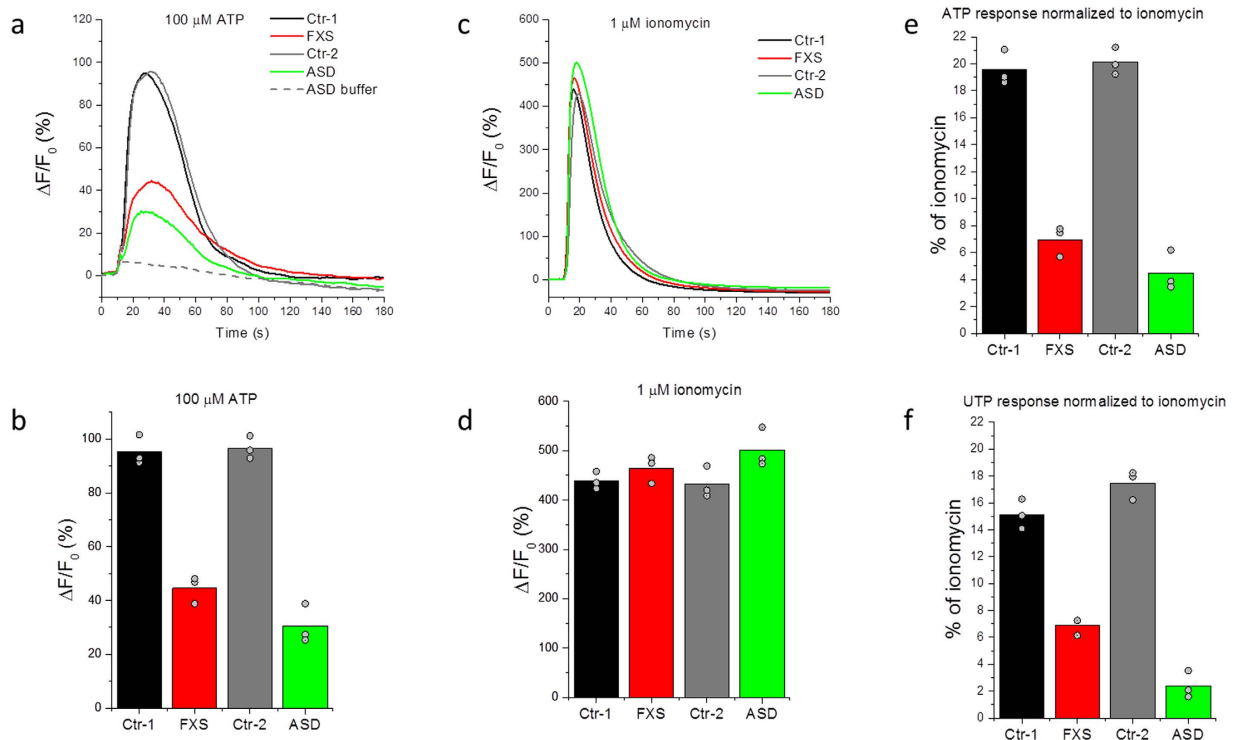 a
100 μM ATP
Ctr-1
FXS
Ctr-2
ASD
ASD buffer
ΔF/F0 (%)
120
100
80
60
40
20
0
-20
0 20 40 60 80 100 120 140 160 180
Time (s)
c
1 μM ionomycin
Ctr-1
FXS
Ctr-2
ASD
ΔF/F0 (%)
600
500
400
300
200
100
0
-100
0 20 40 60 80 100 120 140 160 180
Time (s)
e
ATP response normalized to ionomycin
% of ionomycin
22
20
18
16
14
12
10
8
6
4
2
0
Ctr-1 FXS Ctr-2 ASD
b
100 μM ATP
ΔF/F0 (%)
100
80
60
40
20
0
Ctr-1 FXS Ctr-2 ASD
d
1 μM ionomycin
ΔF/F0 (%)
600
500
400
300
200
100
0
Ctr-1 FXS Ctr-2 ASD
f
UTP response normalized to ionomycin
% of ionomycin
22
20
18
16
14
12
10
8
6
4
2
0
Ctr-1 FXS Ctr-2 ASD